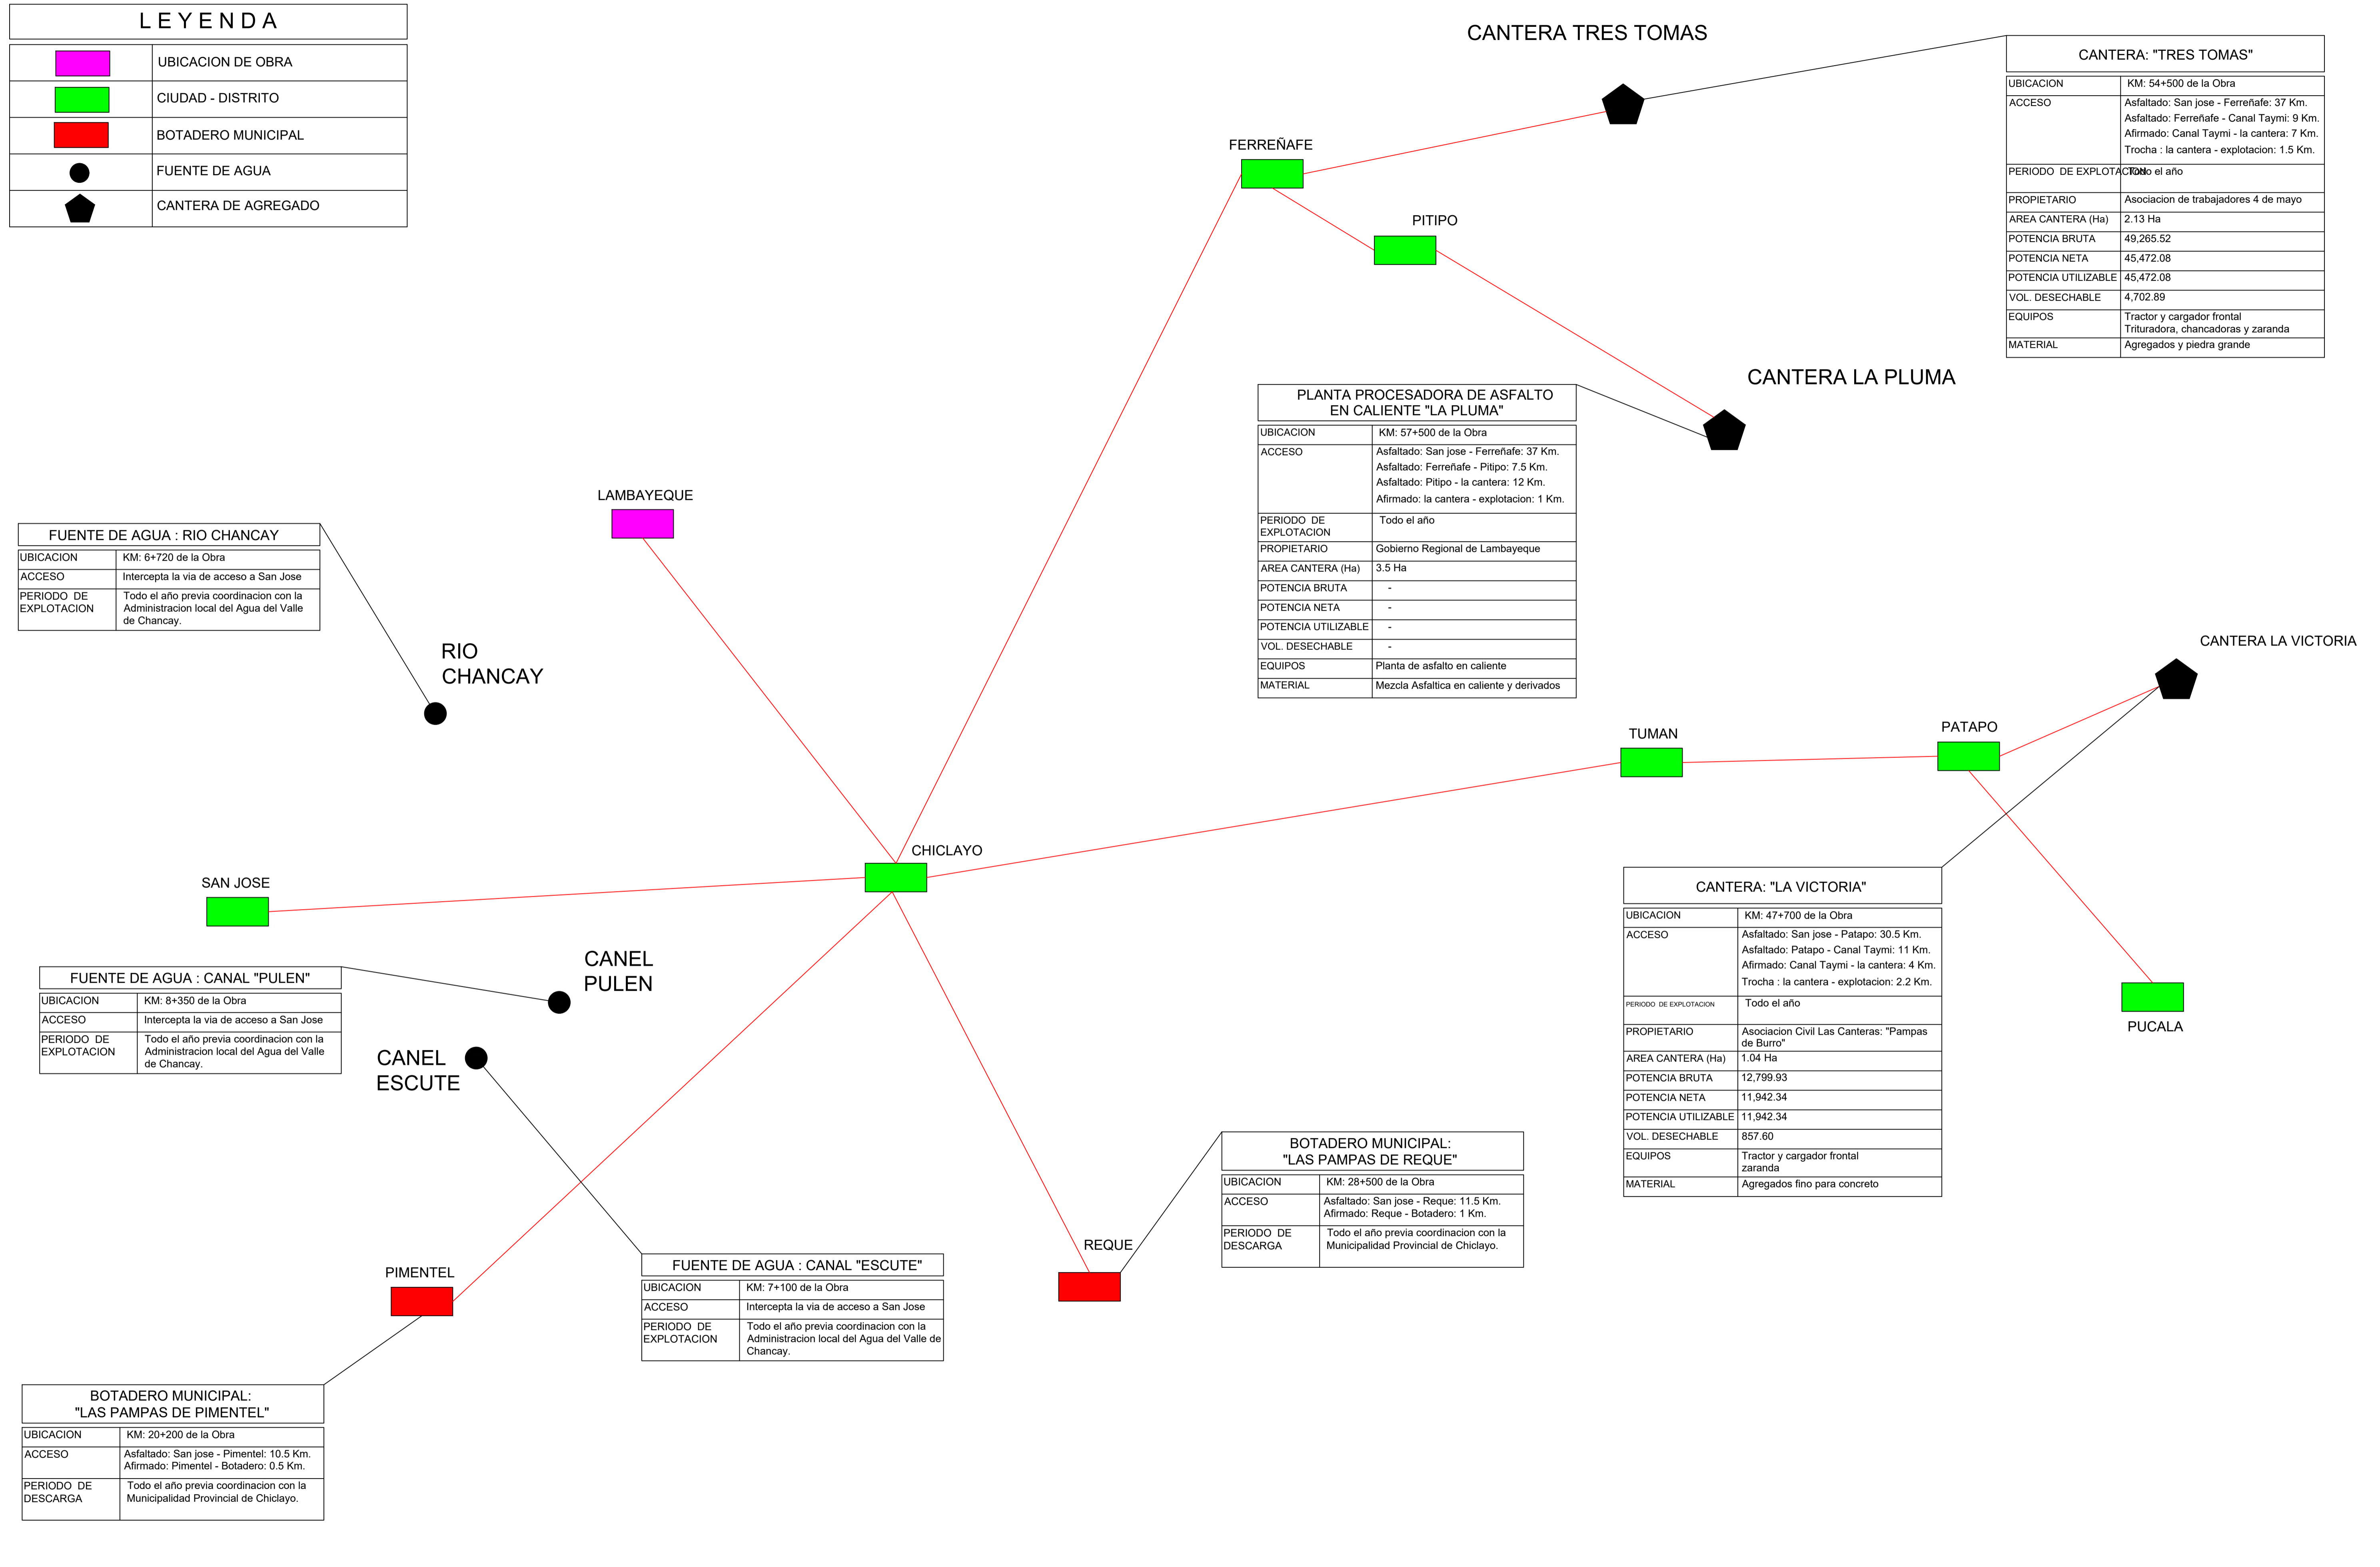 L E Y E N D A
UBICACION DE OBRA
CIUDAD - DISTRITO
BOTADERO MUNICIPAL
FUENTE DE AGUA
CANTERA DE AGREGADO
CANTERA TRES TOMAS
CANTERA: "TRES TOMAS"
UBICACION KM: 54+500 de la Obra
ACCESO Asfaltado: San jose - Ferreñafe: 37 Km.
Asfaltado: Ferreñafe - Canal Taymi: 9 Km.
Afirmado: Canal Taymi - la cantera: 7 Km.
Trocha : la cantera - explotacion: 1.5 Km.
PERIODO DE EXPLOTACION Todo el año
PROPIETARIO Asociacion de trabajadores 4 de mayo
AREA CANTERA (Ha) 2.13 Ha
POTENCIA BRUTA 49,265.52
POTENCIA NETA 45,472.08
POTENCIA UTILIZABLE 45,472.08
VOL. DESECHABLE 4,702.89
EQUIPOS Tractor y cargador frontal
Trituradora, chancadoras y zaranda
MATERIAL Agregados y piedra grande
FERREÑAFE
PITIPO
CANTERA LA PLUMA
PLANTA PROCESADORA DE ASFALTO
EN CALIENTE "LA PLUMA"
UBICACION KM: 57+500 de la Obra
ACCESO Asfaltado: San jose - Ferreñafe: 37 Km.
Asfaltado: Ferreñafe - Pitipo: 7.5 Km.
Asfaltado: Pitipo - la cantera: 12 Km.
Afirmado: la cantera - explotacion: 1 Km.
PERIODO DE Todo el año
EXPLOTACION
PROPIETARIO Gobierno Regional de Lambayeque
AREA CANTERA (Ha) 3.5 Ha
POTENCIA BRUTA -
POTENCIA NETA -
POTENCIA UTILIZABLE -
VOL. DESECHABLE -
EQUIPOS Planta de asfalto en caliente
MATERIAL Mezcla Asfaltica en caliente y derivados
LAMBAYEQUE
FUENTE DE AGUA : RIO CHANCAY
UBICACION KM: 6+720 de la Obra
ACCESO Intercepta la via de acceso a San Jose
PERIODO DE Todo el año previa coordinacion con la
EXPLOTACION Administracion local del Agua del Valle
de Chancay.
RIO
CHANCAY
CANTERA LA VICTORIA
TUMAN
PATAPO
CHICLAYO
SAN JOSE
CANTERA: "LA VICTORIA"
UBICACION KM: 47+700 de la Obra
ACCESO Asfaltado: San jose - Patapo: 30.5 Km.
Asfaltado: Patapo - Canal Taymi: 11 Km.
Afirmado: Canal Taymi - la cantera: 4 Km.
Trocha : la cantera - explotacion: 2.2 Km.
PERIODO DE EXPLOTACION Todo el año
PROPIETARIO Asociacion Civil Las Canteras: "Pampas
de Burro"
AREA CANTERA (Ha) 1.04 Ha
POTENCIA BRUTA 12,799.93
POTENCIA NETA 11,942.34
POTENCIA UTILIZABLE 11,942.34
VOL. DESECHABLE 857.60
EQUIPOS Tractor y cargador frontal
zaranda
MATERIAL Agregados fino para concreto
PUCALA
CANEL
PULEN
FUENTE DE AGUA : CANAL "PULEN"
UBICACION KM: 8+350 de la Obra
ACCESO Intercepta la via de acceso a San Jose
PERIODO DE Todo el año previa coordinacion con la
EXPLOTACION Administracion local del Agua del Valle
de Chancay.
CANEL
ESCUTE
BOTADERO MUNICIPAL:
"LAS PAMPAS DE REQUE"
UBICACION KM: 28+500 de la Obra
ACCESO Asfaltado: San jose - Reque: 11.5 Km.
Afirmado: Reque - Botadero: 1 Km.
PERIODO DE Todo el año previa coordinacion con la
DESCARGA Municipalidad Provincial de Chiclayo.
REQUE
PIMENTEL
FUENTE DE AGUA : CANAL "ESCUTE"
UBICACION KM: 7+100 de la Obra
ACCESO Intercepta la via de acceso a San Jose
PERIODO DE Todo el año previa coordinacion con la
EXPLOTACION Administracion local del Agua del Valle de
Chancay.
BOTADERO MUNICIPAL:
"LAS PAMPAS DE PIMENTEL"
UBICACION KM: 20+200 de la Obra
ACCESO Asfaltado: San jose - Pimentel: 10.5 Km.
Afirmado: Pimentel - Botadero: 0.5 Km.
PERIODO DE Todo el año previa coordinacion con la
DESCARGA Municipalidad Provincial de Chiclayo.